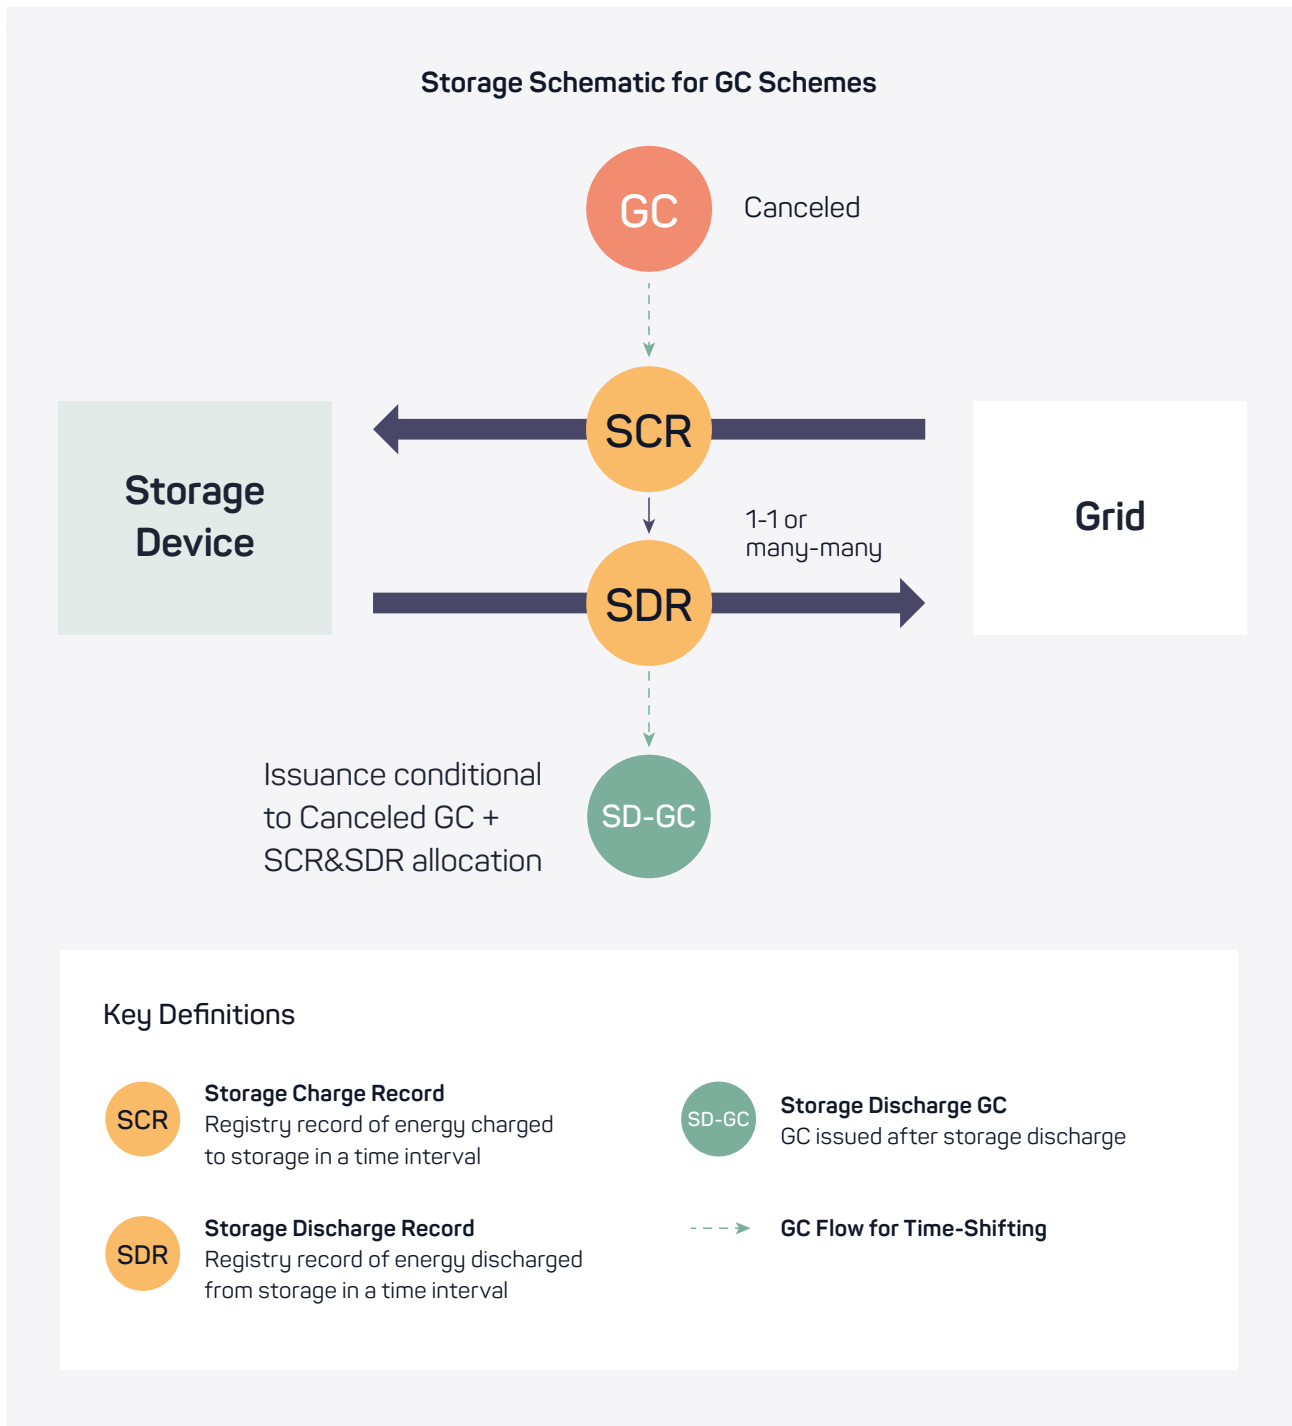 Storage Schematic for GC Schemes
GC
Canceled
SCR
Storage
Device
1-1 or
many-many
Grid
SDR
Issuance conditional
to Canceled GC +
SCR&SDR allocation
SD-GC
Key Definitions
SCR
Storage Charge Record
Registry record of energy charged
to storage in a time interval
SDR
Storage Discharge Record
Registry record of energy discharged
from storage in a time interval
SD-GC
Storage Discharge GC
GC issued after storage discharge
GC Flow for Time-Shifting